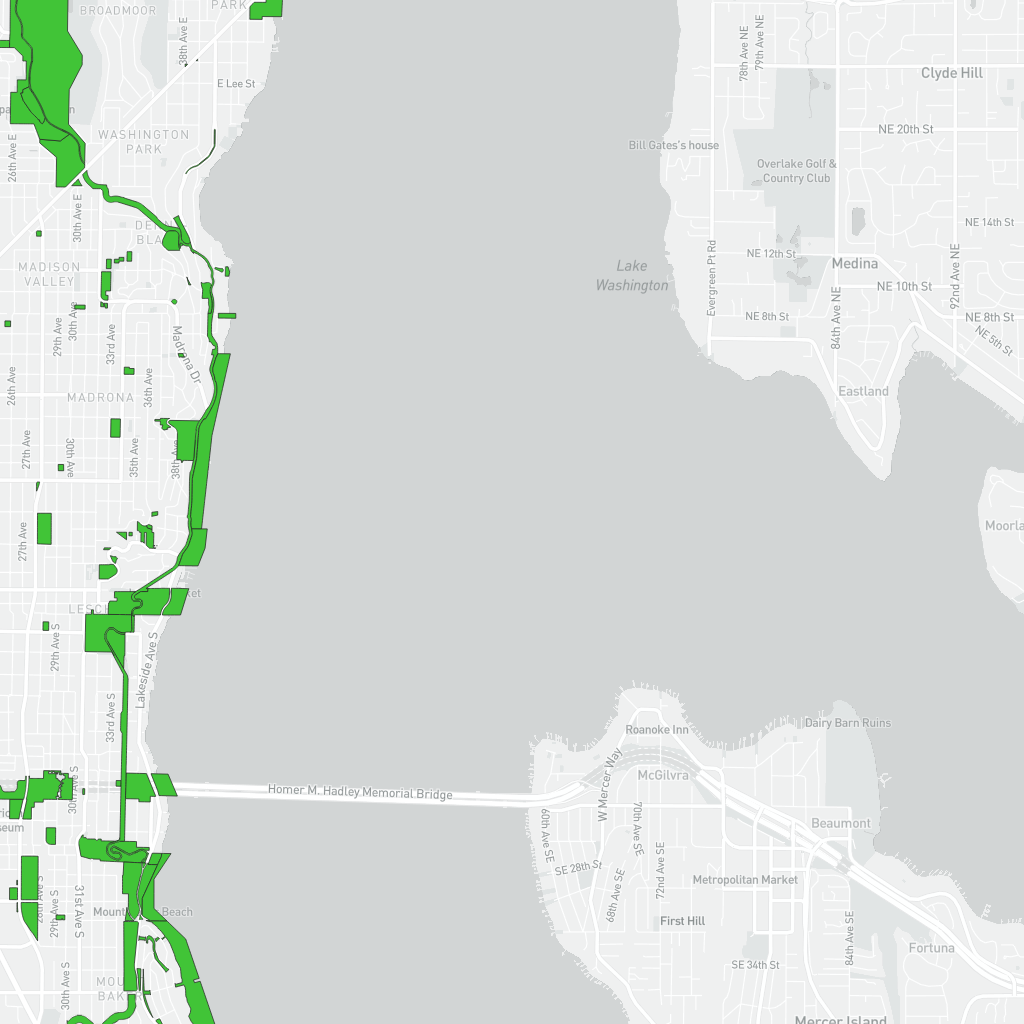 BROADMOOR
PARK
38th Ave E
E Lee St
WASHINGTON
PARK
26th Ave E
30th Ave E
MADISON
VALLEY
29th Ave
30th Ave
33rd Ave
Madrona Dr
26th Ave
36th Ave
MADRONA
27th Ave
30th Ave
35th Ave
38th
27th Ave
29th Ave S
Lakeside Ave S
33rd Ave S
30th Ave S
28th Ave S
29th Ave S
31st Ave S
Beach
30th Ave S
Lake
Washington
78th Ave NE
79th Ave NE
Clyde Hill
NE 20th St
Bill Gates's house
Overlake Golf &
Country Club
NE 14th St
Evergreen Pt Rd
NE 12th St
Medina
92nd Ave NE
NE 10th St
84th Ave NE
NE 8th St
NE 8th St
NE 5th St
Eastland
Moorla
Dairy Barn Ruins
Roanoke Inn
McGilvra
W Mercer Way
Homer M. Hadley Memorial Bridge
60th Ave SE
70th Ave SE
Beaumont
72nd Ave SE
SE 28th St
68th Ave SE
Metropolitan Market
First Hill
84th Ave SE
Fortuna
SE 34th St
Mercer Island